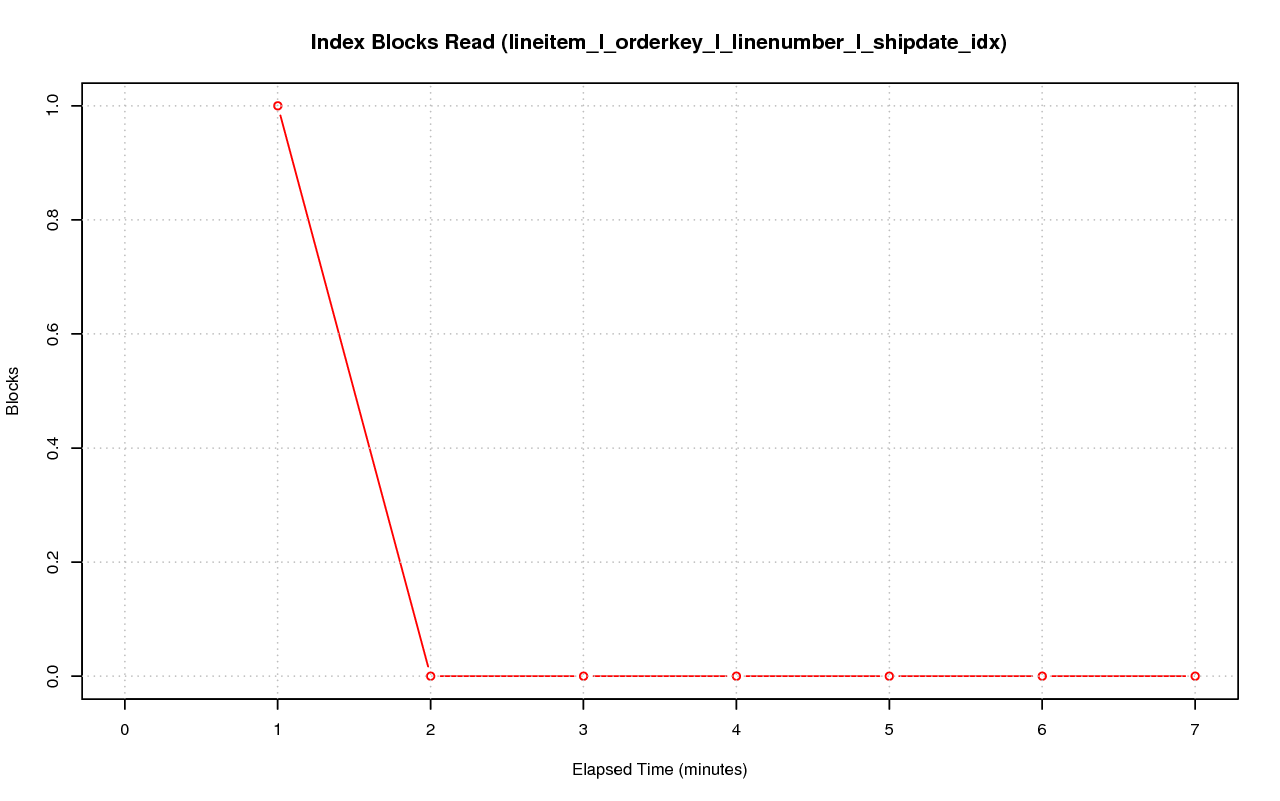 Index Blocks Read (lineitem_l_orderkey_l_linenumber_l_shipdate_idx)
1.0
0.8
0.6
0.4
0.2
0.0
Blocks
0 1 2 3 4 5 6 7
Elapsed Time (minutes)